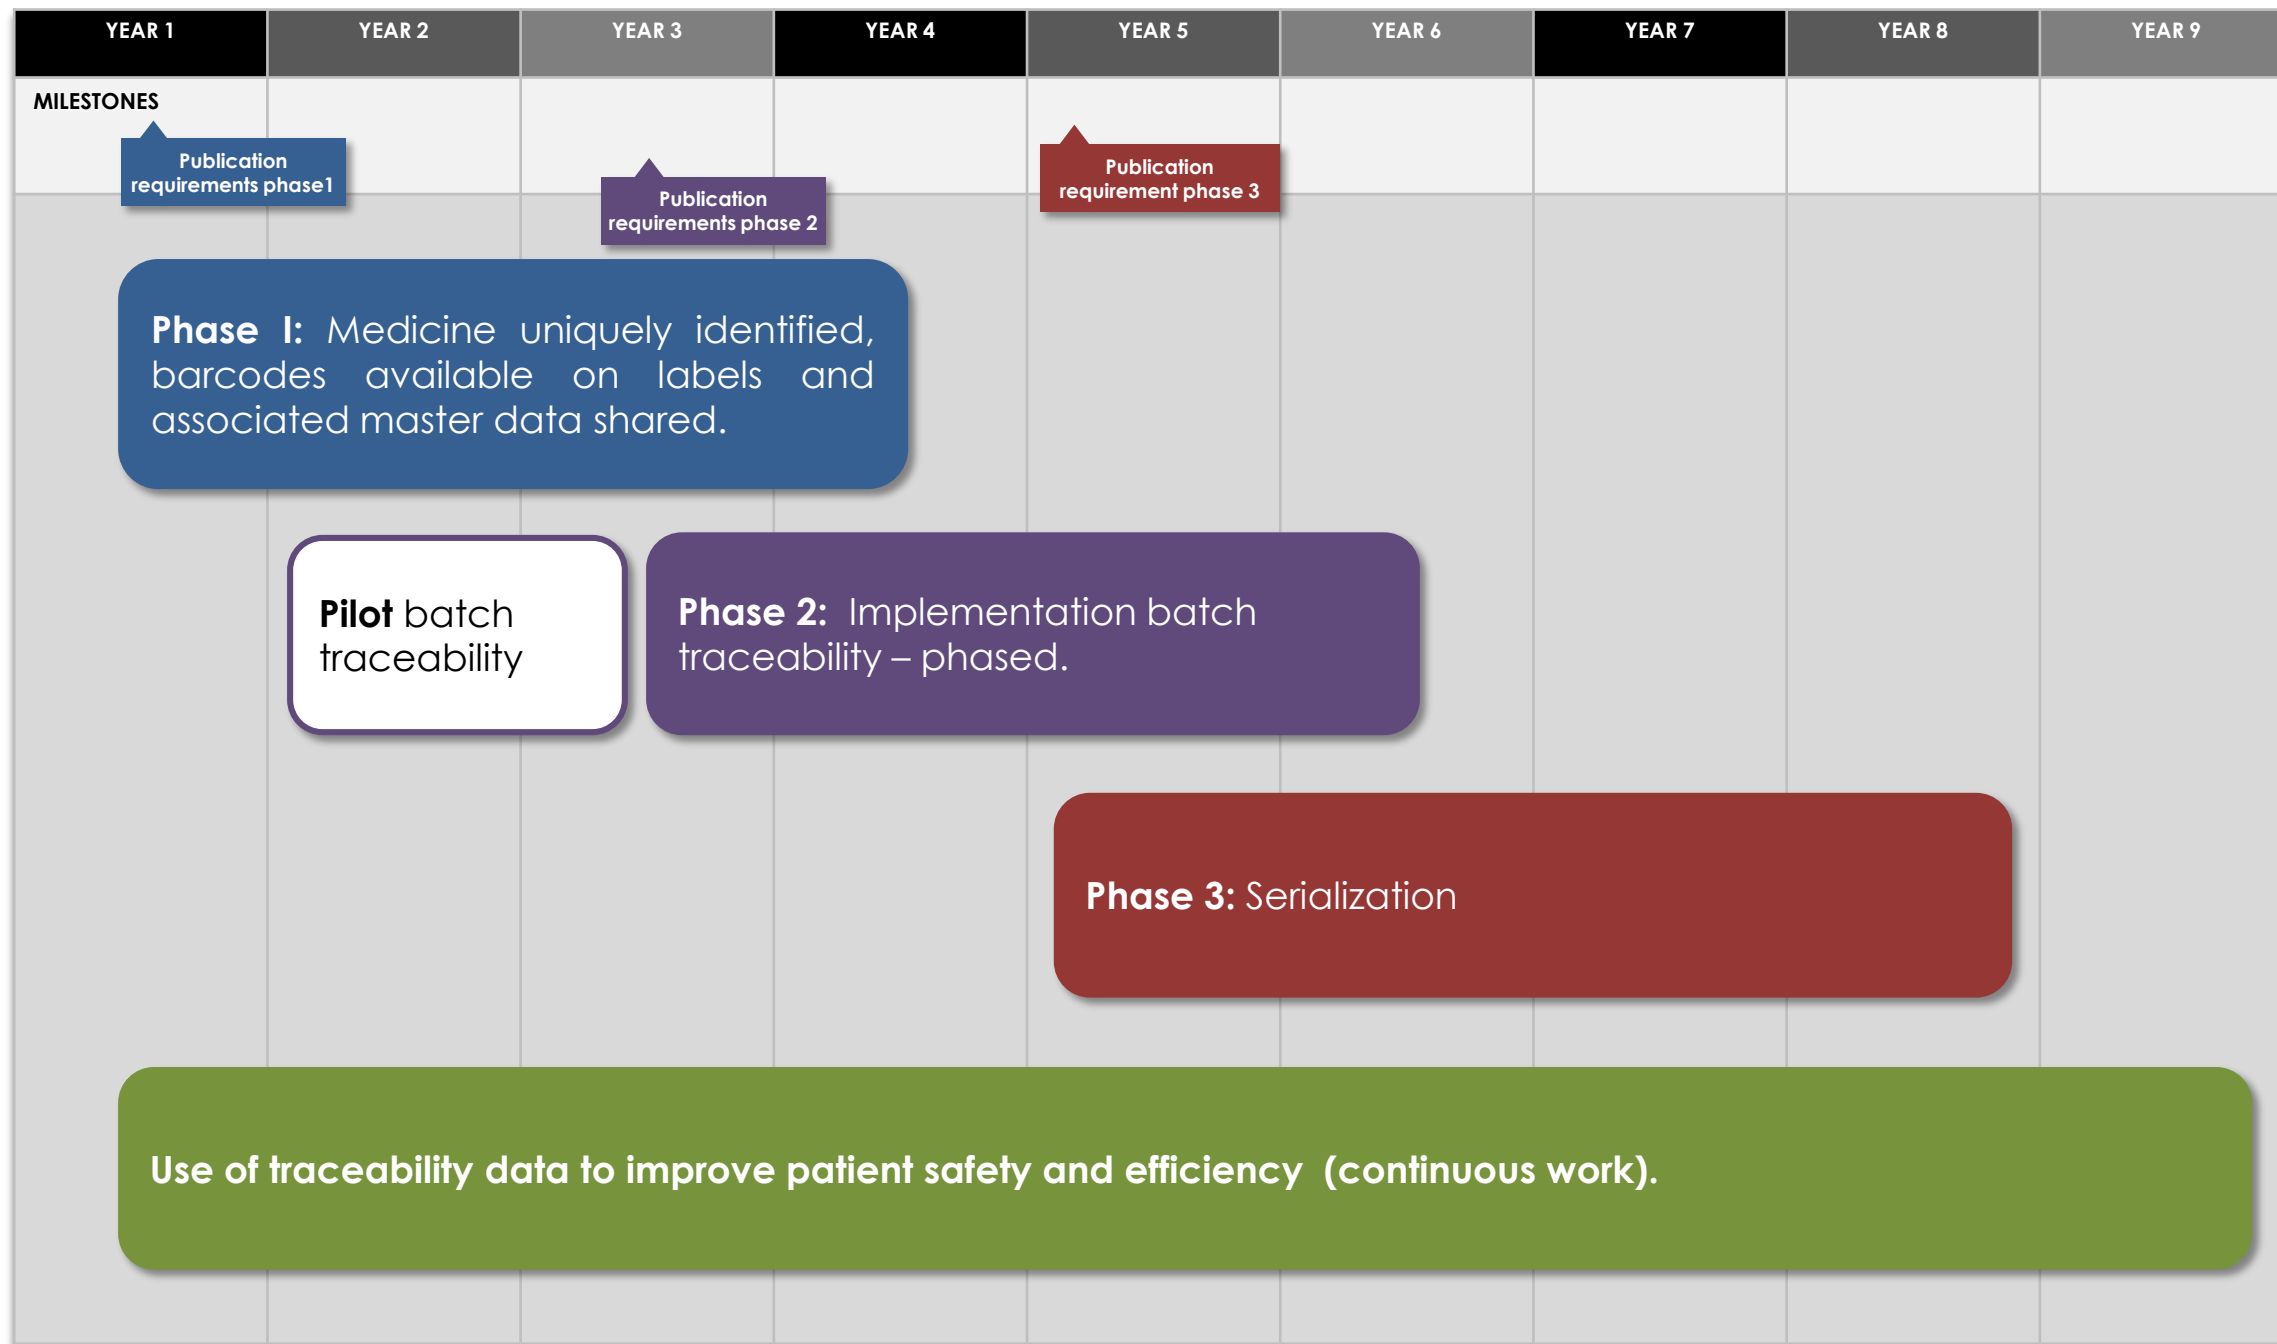 YEAR 1
YEAR 2
YEAR 3
YEAR 4
YEAR 5
YEAR 6
YEAR 7
YEAR 8
YEAR 9
MILESTONES
Publication
requirements phase1
Publication
requirements phase 2
Publication
requirement phase 3
Phase I: Medicine uniquely identified,
barcodes available on labels and
associated master data shared.
Pilot batch
traceability
Phase 2: Implementation batch
traceability – phased.
Phase 3: Serialization
Use of traceability data to improve patient safety and efficiency (continuous work).